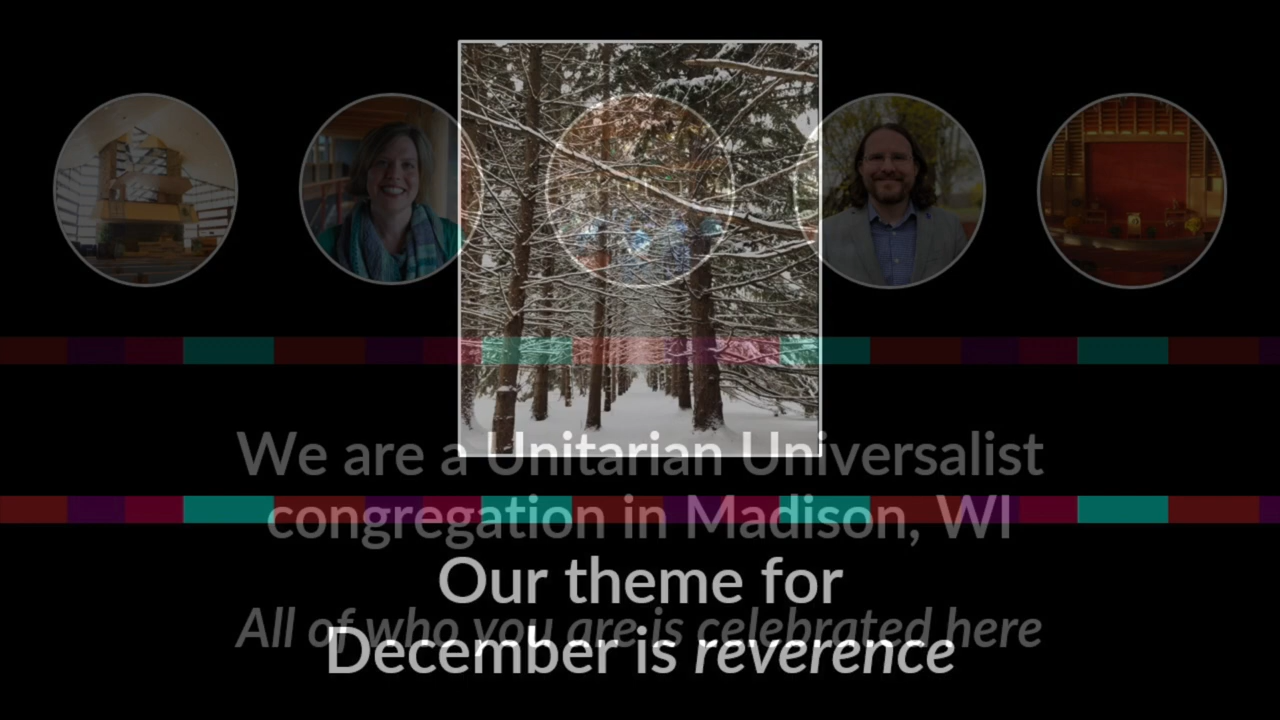 We are a Unitarian Universalist
congregation in Madison, WI
Our theme for
All of who you are is celebrated here
December is reverence